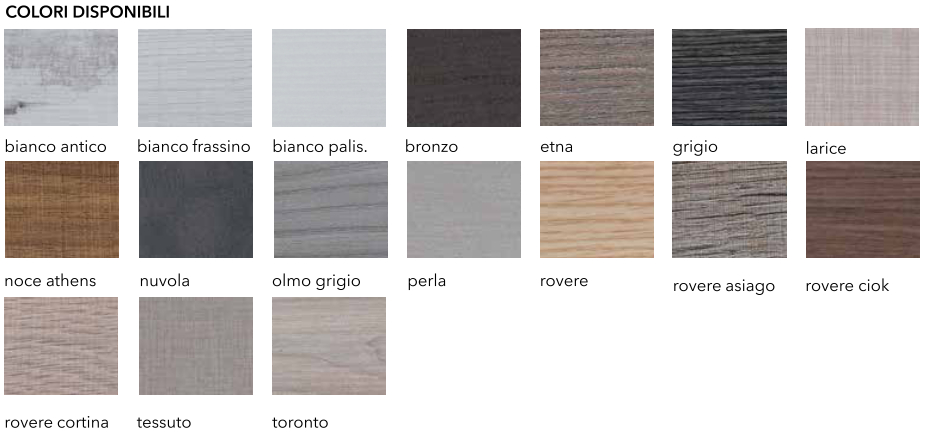 COLORI DISPONIBILI
bianco antico
bianco frassino
bianco palis.
bronzo
etna
grigio
larice
noce athens
nuvola
olmo grigio
perla
rovere
rovere asiago
rovere ciok
rovere cortina
tessuto
toronto